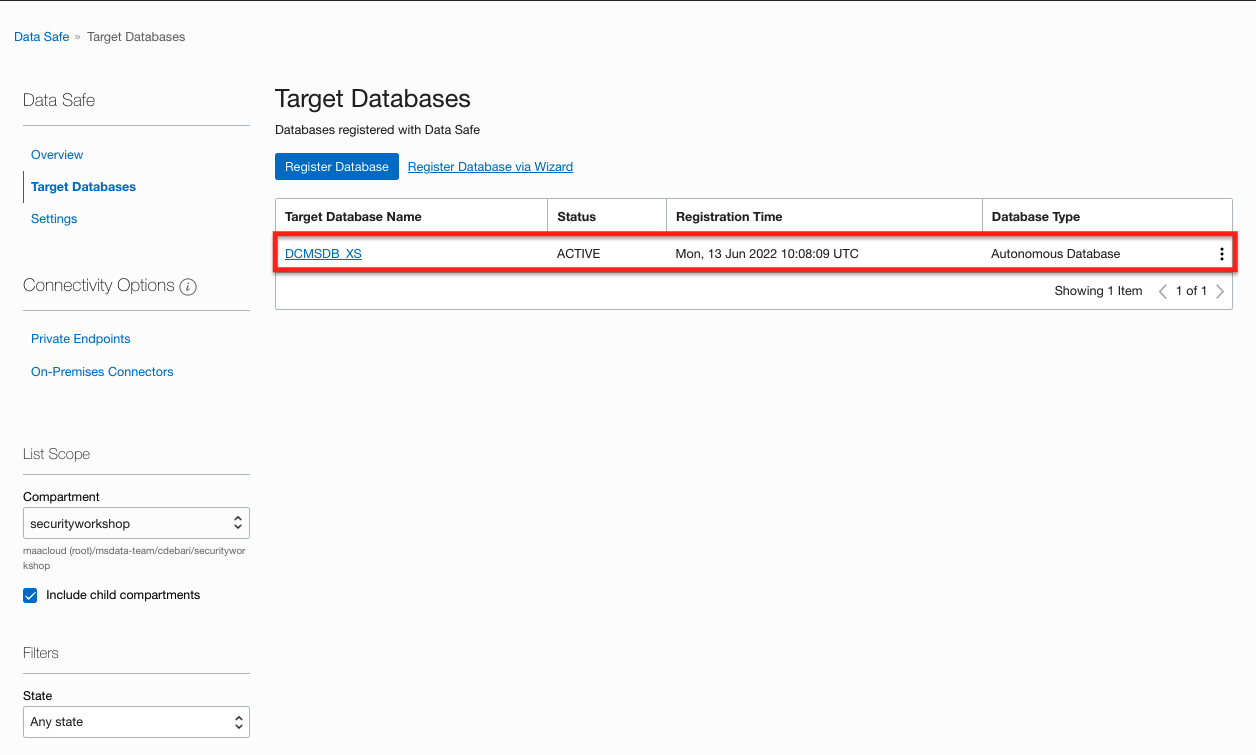 Data Safe » Target Databases
Data Safe
Overview
Target Databases
Settings
Connectivity Options i
Private Endpoints
On-Premises Connectors
List Scope
Compartment
securityworkshop
maacloud (root)/msdata-team/cdebari/securitywor
kshop
Include child compartments
Filters
State
Any state
Target Databases
Databases registered with Data Safe
Register Database Register Database via Wizard
Target Database Name Status Registration Time Database Type
DCMSDB_XS ACTIVE Mon, 13 Jun 2022 10:08:09 UTC Autonomous Database
Showing 1 Item 1 of 1